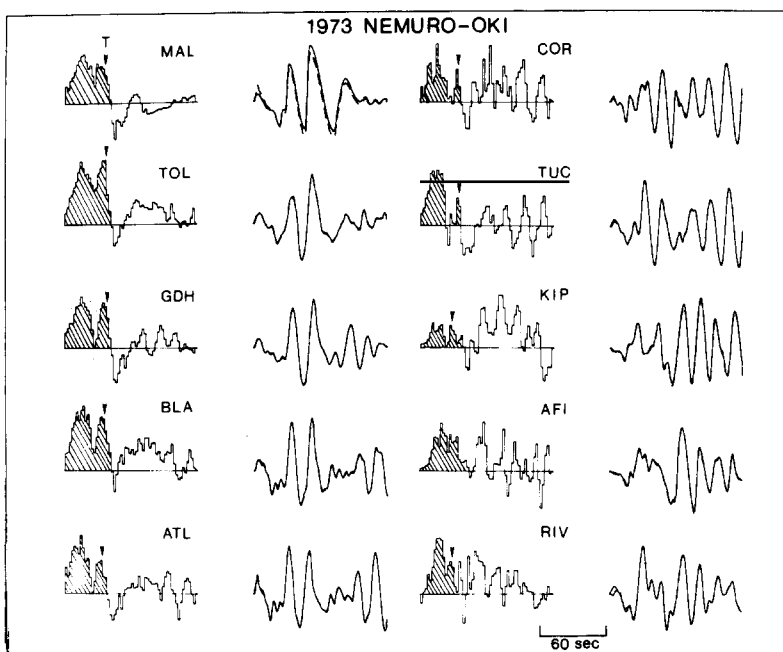 1973 NEMURO-OKI
T
MAL
COR
TOL
TUC
GDH
KIP
BLA
AFI
ATL
RIV
60 sec